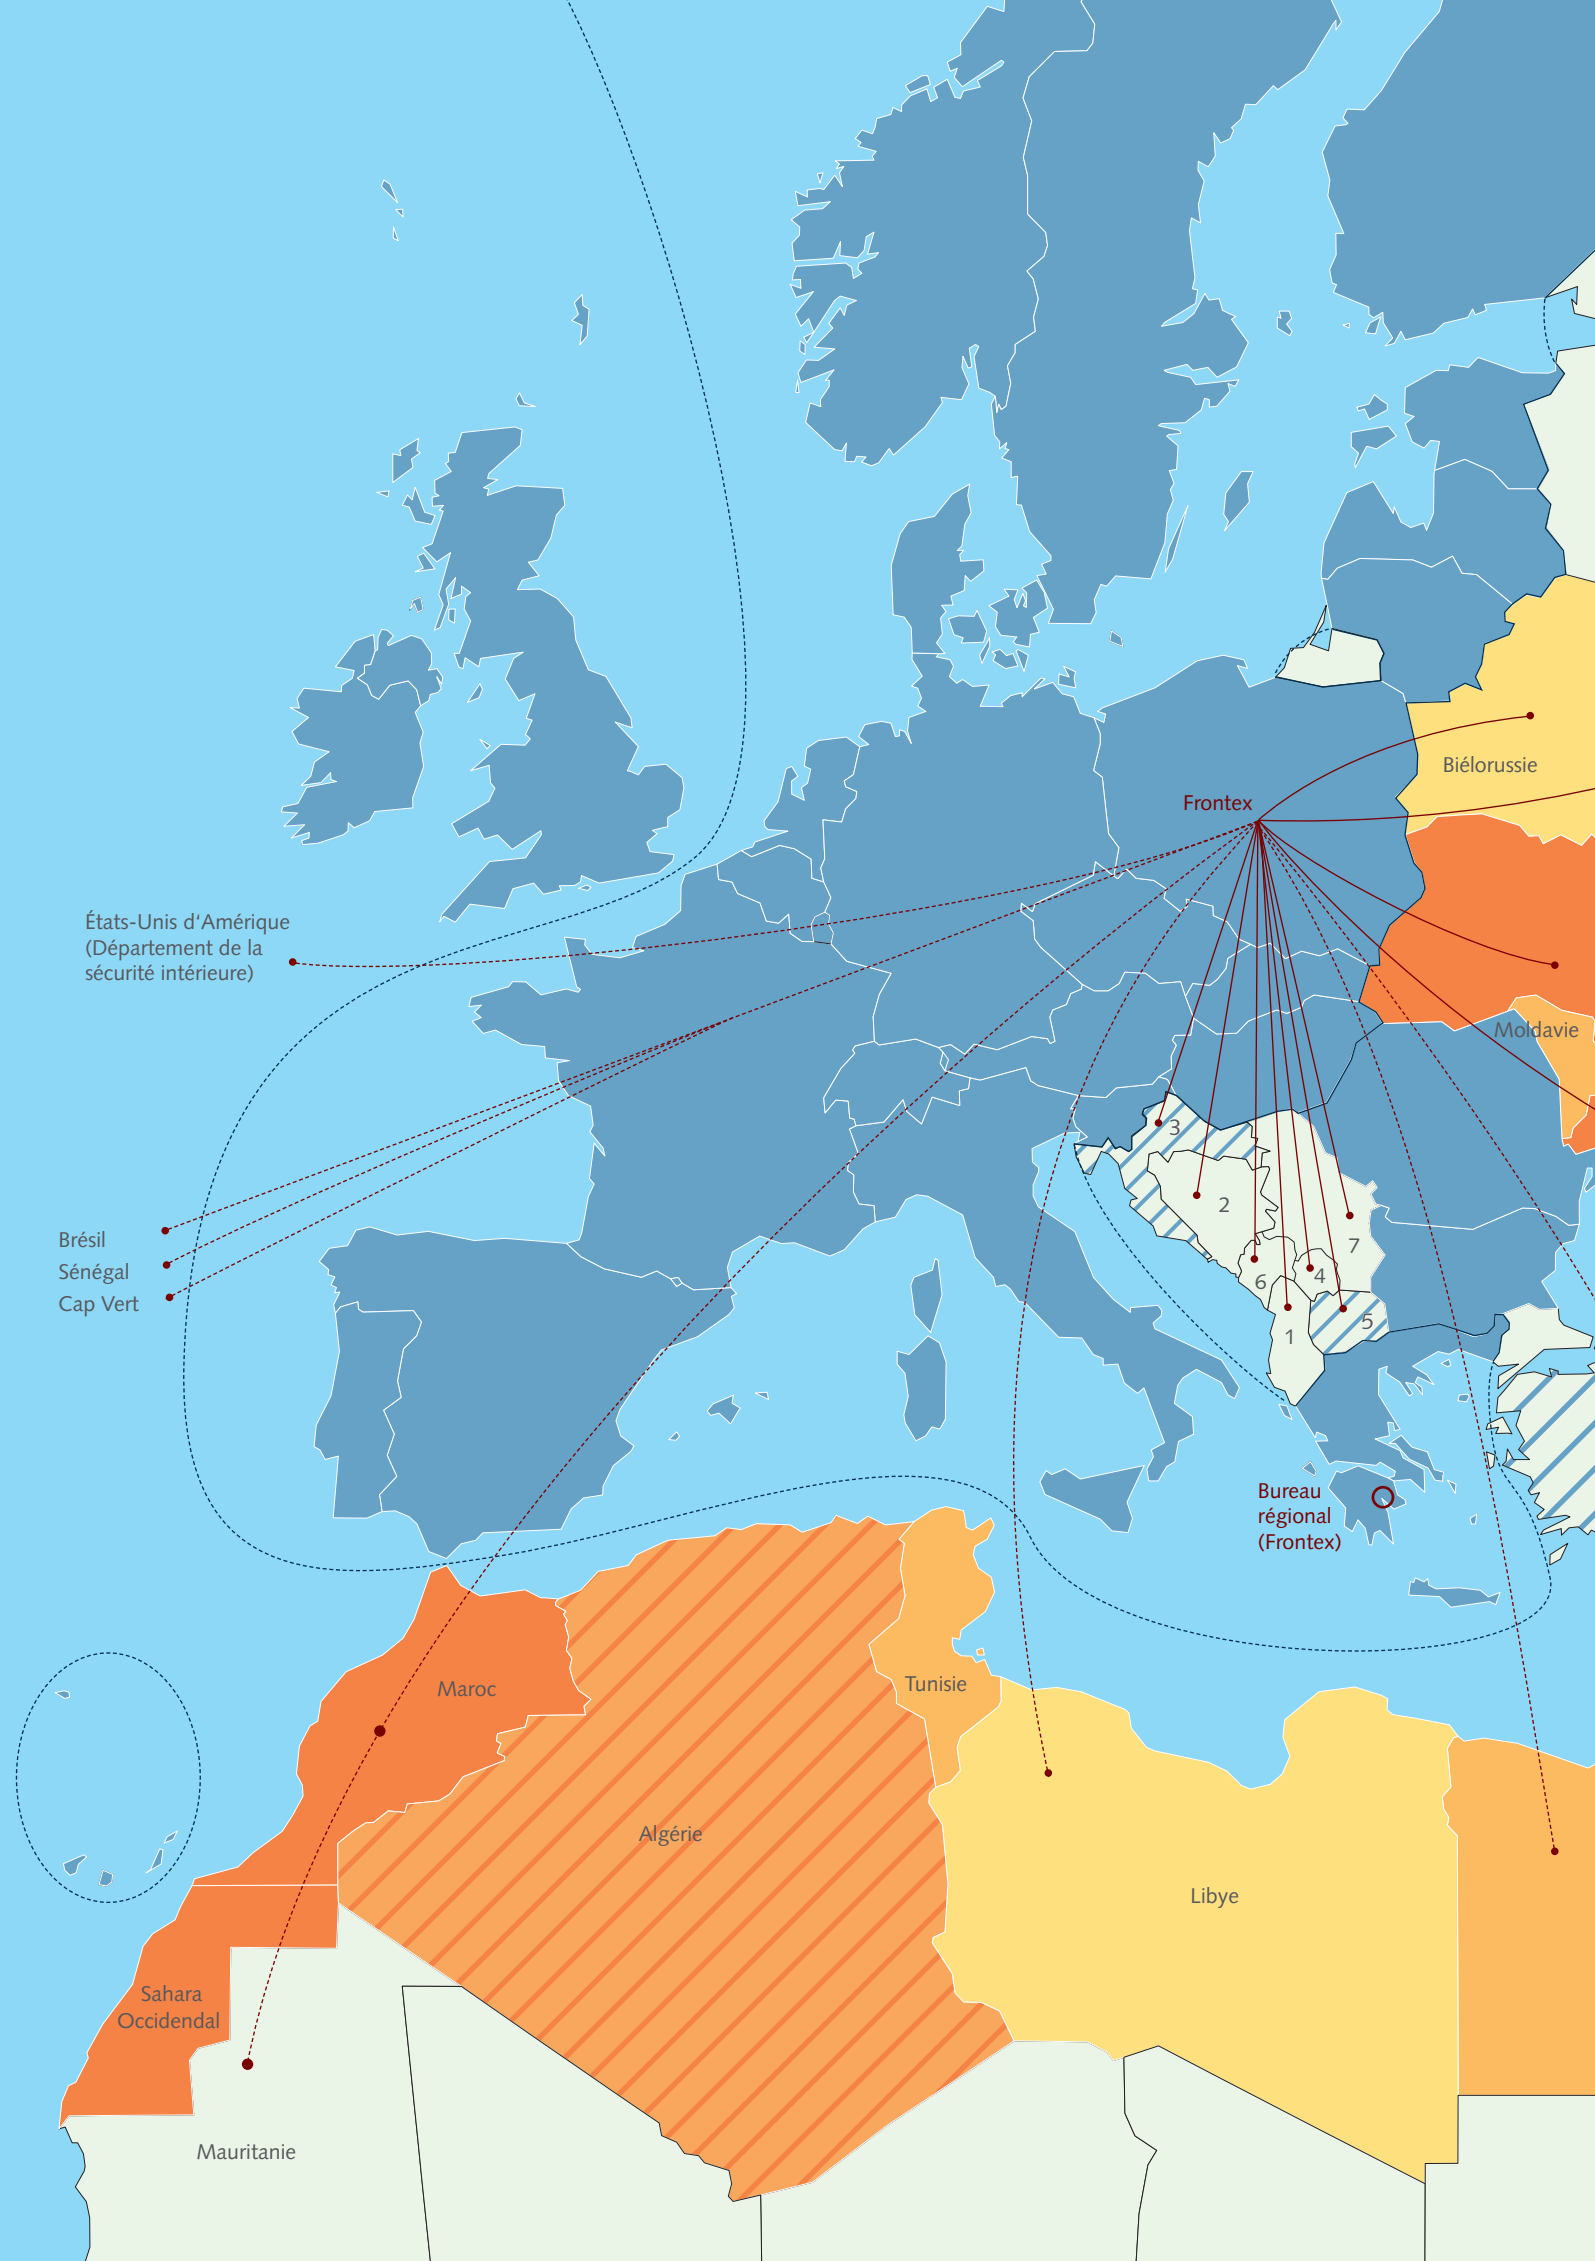 Biélorussie
Frontex
États-Unis d‘Amérique
(Département de la
sécurité intérieure)
Moldavie
3
2
7
6
4
5
1
Brésil
Sénégal
Cap Vert
Bureau
régional
(Frontex)
Maroc
Tunisie
Algérie
Libye
Sahara
Occidendal
Mauritanie